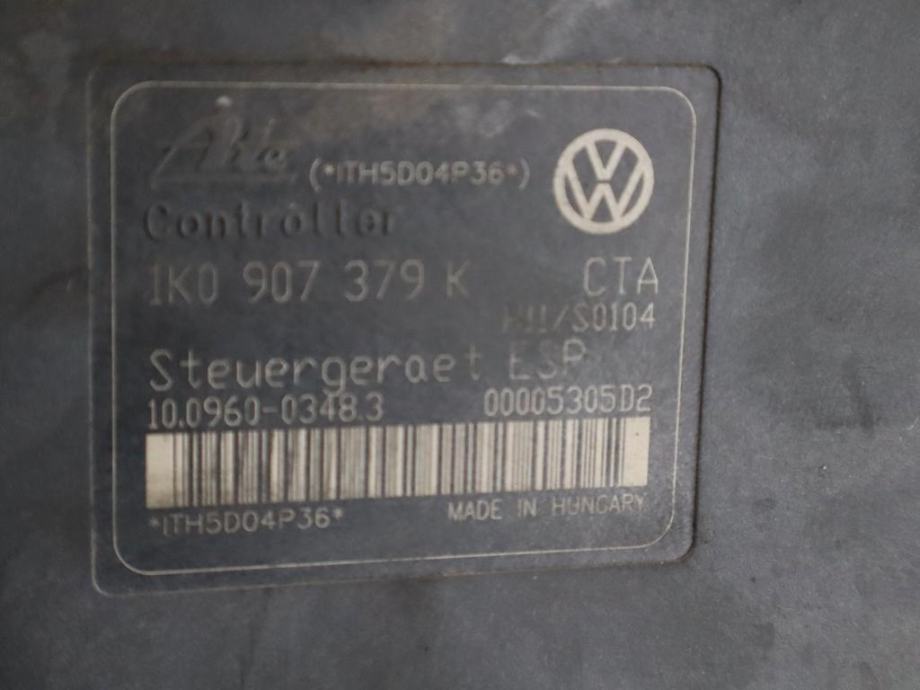 Ate (*ITH5D04P36*)
Controller
1K0 907 379 K CTA
H11/S0104
Steuergeraet ESP
10.0960-0348.3 00005305D2
*ITH5D04P36* MADE IN HUNGARY